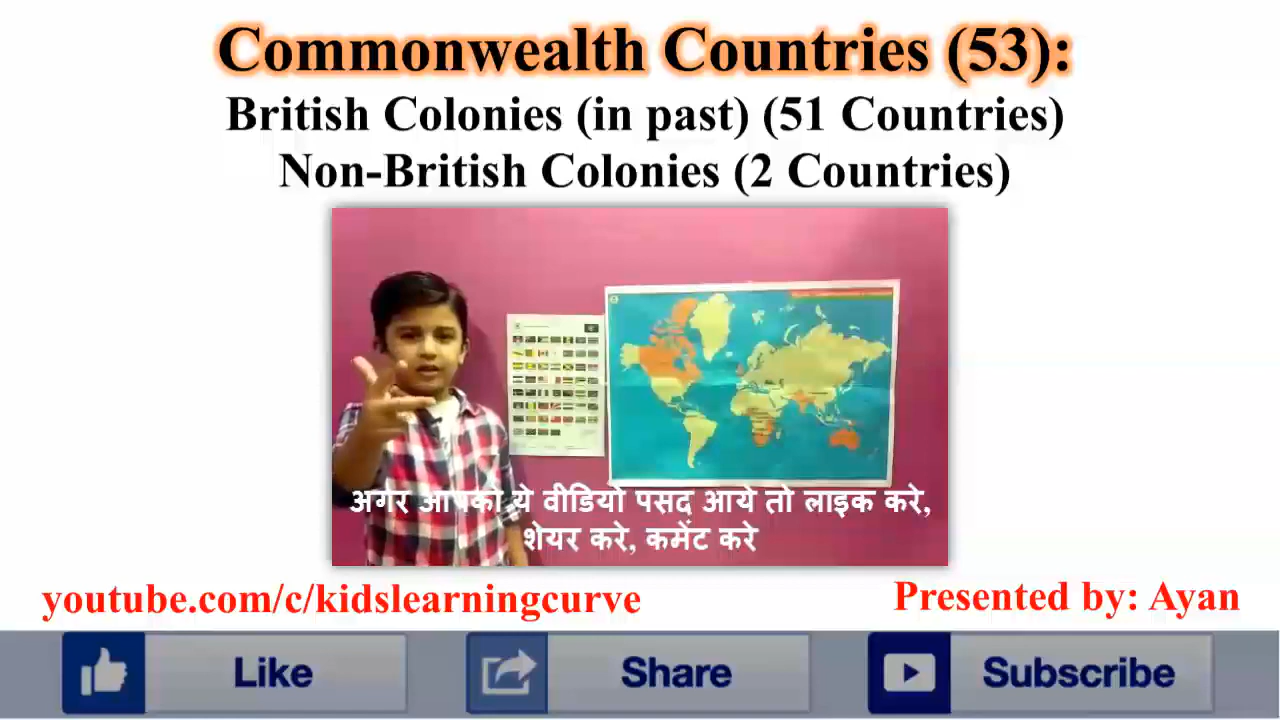 Commonwealth Countries (53):
British Colonies (in past) (51 Countries)
Non-British Colonies (2 Countries)
अगर आपको ये वीडियो पसद आये तो लाइक करे,
शेयर करे, कमेंट करे
youtube.com/c/kidslearningcurve
Presented by: Ayan
Like
Share
Subscribe